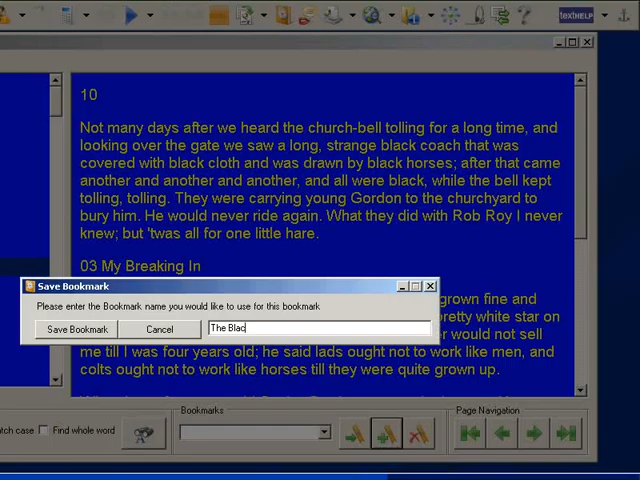 textHELP
10
Not many days after we heard the church-bell tolling for a long time, and
looking over the gate we saw a long, strange black coach that was
covered with black cloth and was drawn by black horses; after that came
another and another and another, and all were black, while the bell kept
tolling, tolling. They were carrying young Gordon to the churchyard to
bury him. He would never ride again. What they did with Rob Roy I never
knew; but 'twas all for one little hare.
03 My Breaking In
Save Bookmark
Please enter the Bookmark name you would like to use for this bookmark
Save Bookmark
Cancel
The Blac
grown fine and
pretty white star on
would not sell
me till I was four years old; he said lads ought not to work like men, and
colts ought not to work like horses till they were quite grown up.
tch case
Find whole word
Bookmarks
Page Navigation